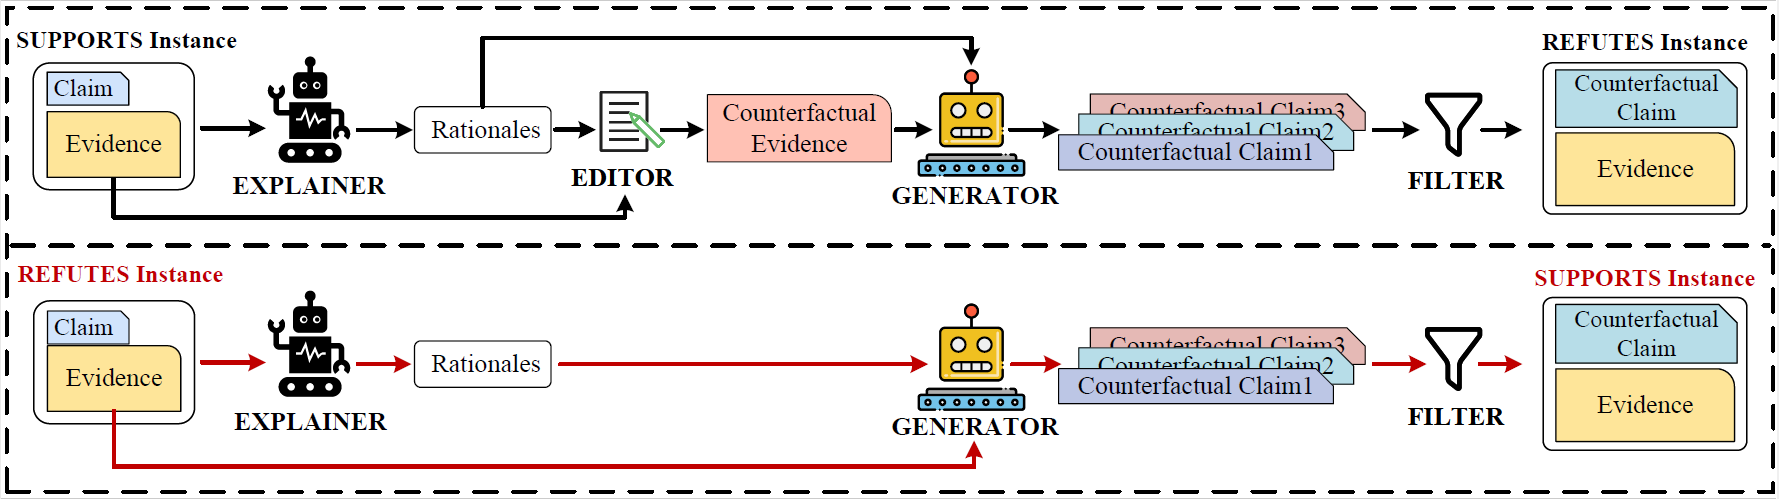 SUPPORTS Instance
Claim
Evidence
EXPLAINER
Rationales
EDITOR
Counterfactual
Evidence
GENERATOR
Counterfactual Claim3
Counterfactual Claim2
Counterfactual Claim1
FILTER
REFUTES Instance
Counterfactual
Claim
Evidence
REFUTES Instance
Claim
Evidence
EXPLAINER
Rationales
GENERATOR
Counterfactual Claim3
Counterfactual Claim2
Counterfactual Claim1
FILTER
SUPPORTS Instance
Counterfactual
Claim
Evidence